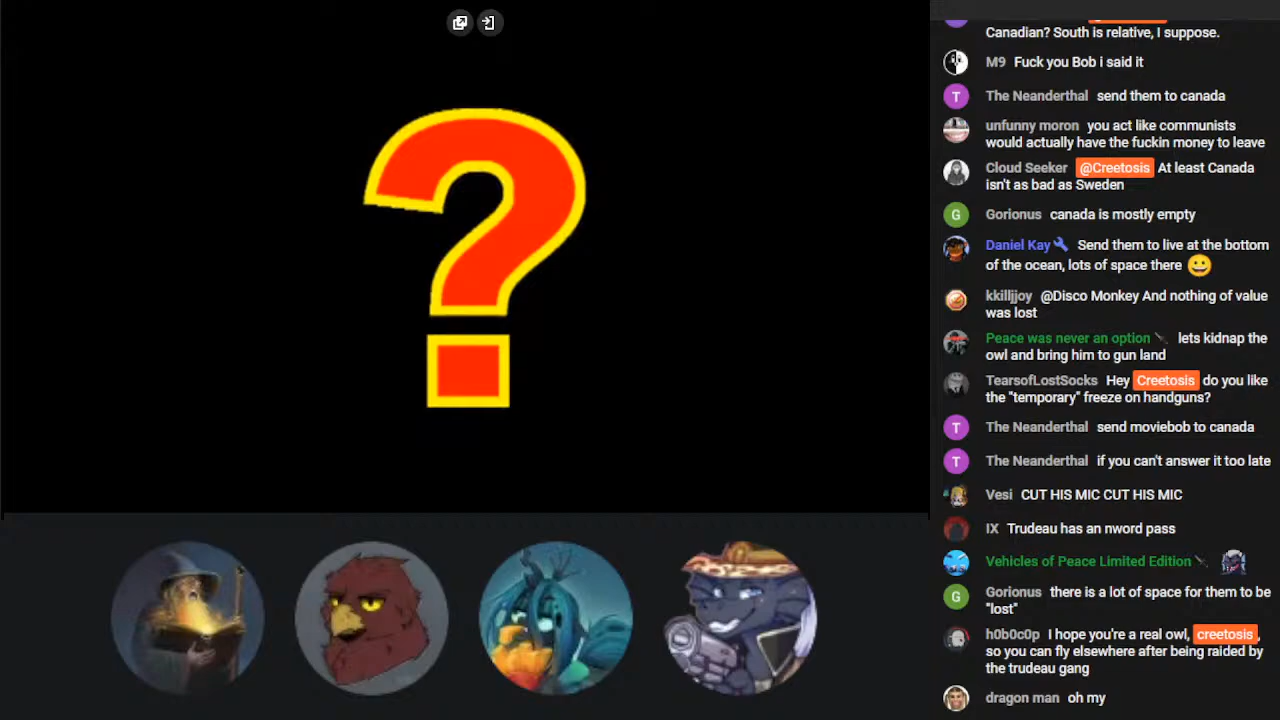 ?
Canadian? South is relative, I suppose.
M9 Fuck you Bob i said it
T The Neanderthal send them to canada
unfunny moron you act like communists
would actually have the fuckin money to leave
Cloud Seeker @Creetosis At least Canada
isn't as bad as Sweden
G Gorionus canada is mostly empty
Daniel Kay Send them to live at the bottom
of the ocean, lots of space there 😀
kkilljjoy @Disco Monkey And nothing of value
was lost
Peace was never an option lets kidnap the
owl and bring him to gun land
TearsofLostSocks Hey Creetosis do you like
the "temporary" freeze on handguns?
T The Neanderthal send moviebob to canada
T The Neanderthal if you can't answer it too late
Vesi CUT HIS MIC CUT HIS MIC
IX Trudeau has an nword pass
Vehicles of Peace Limited Edition
G Gorionus there is a lot of space for them to be
"lost"
h0b0c0p I hope you're a real owl, creetosis,
so you can fly elsewhere after being raided by
the trudeau gang
dragon man oh my